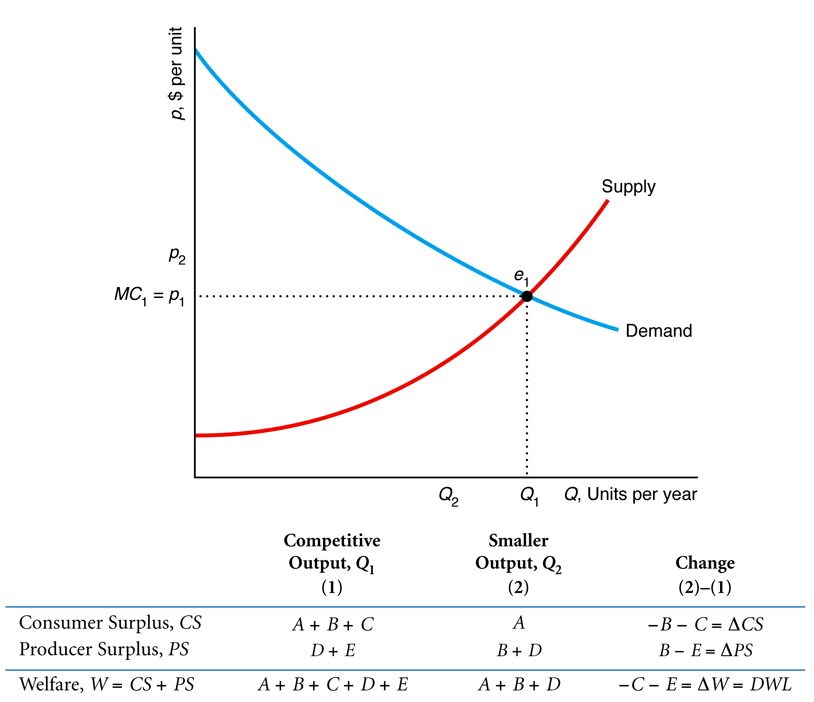 p, $ per unit
Supply
p₂
e₁
MC₁ = p₁
Demand
Q₂ Q₁ Q, Units per year
Competitive Output, Q₁ (1)
Smaller Output, Q₂ (2)
Change (2)–(1)
Consumer Surplus, CS A + B + C A −B − C = ΔCS
Producer Surplus, PS D + E B + D B − E = ΔPS
Welfare, W = CS + PS A + B + C + D + E A + B + D −C − E = ΔW = DWL